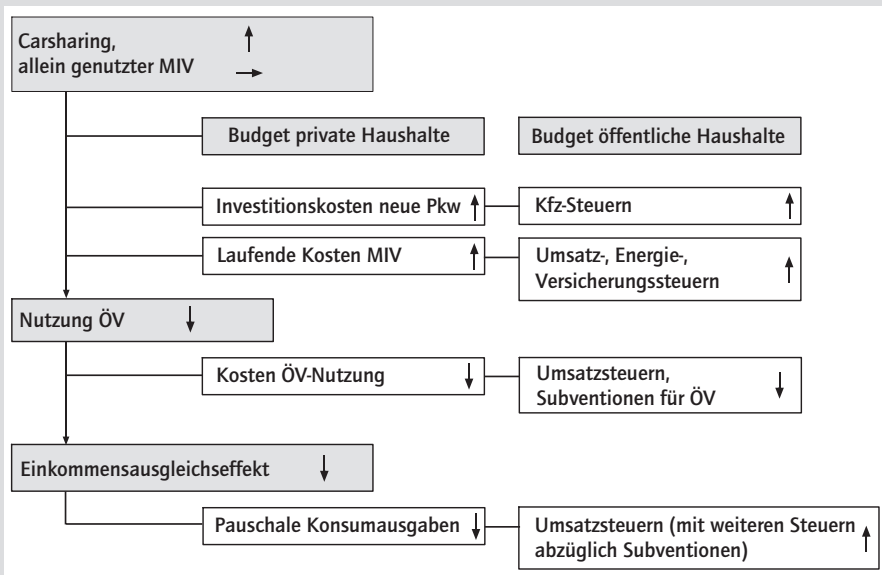 Carsharing,
allein genutzter MIV
Budget private Haushalte
Budget öffentliche Haushalte
Investitionskosten neue Pkw
Kfz-Steuern
Laufende Kosten MIV
Umsatz-, Energie-,
Versicherungssteuern
Nutzung ÖV
Kosten ÖV-Nutzung
Umsatzsteuern,
Subventionen für ÖV
Einkommensausgleichseffekt
Pauschale Konsumausgaben
Umsatzsteuern (mit weiteren Steuern
abzüglich Subventionen)